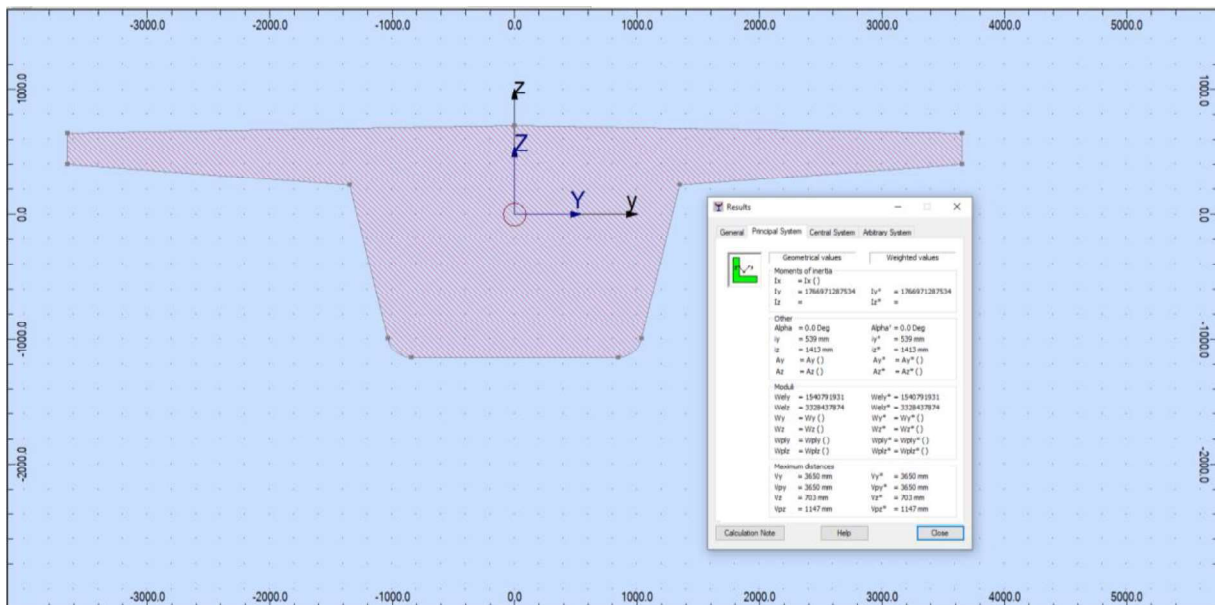 -3000.0 -2000.0 -1000.0 0.0 1000.0 2000.0 3000.0 4000.0 5000.0
1000.0
0.0
-1000.0
-2000.0
z
Z
Y
y
1000.0
0.0
-1000.0
-2000.0
Results
General Principal System Central System Arbitrary System
Geometrical values Weighted values
Moments of inertia
Ix = Ix ()
Iy = 1766971287534 Iy* = 1766971287534
Iz = Iz* =
Other
Alpha = 0.0 Deg Alpha* = 0.0 Deg
iy = 539 mm iy* = 539 mm
iz = 1413 mm iz* = 1413 mm
Ay = Ay () Ay* = Ay* ()
Az = Az () Az* = Az* ()
Moduli
Wely = 1540791931 Wely* = 1540791931
Welz = 3328437874 Welz* = 3328437874
Wy = Wy () Wy* = Wy* ()
Wz = Wz () Wz* = Wz* ()
Wply = Wply () Wply* = Wply* ()
Wplz = Wplz () Wplz* = Wplz* ()
Maximum distances
Vy = 3650 mm Vy* = 3650 mm
Vpy = 3650 mm Vpy* = 3650 mm
Vz = 703 mm Vz* = 703 mm
Vpz = 1147 mm Vpz* = 1147 mm
Calculation Note Help Close
-3000.0 -2000.0 -1000.0 0.0 1000.0 2000.0 3000.0 4000.0 5000.0